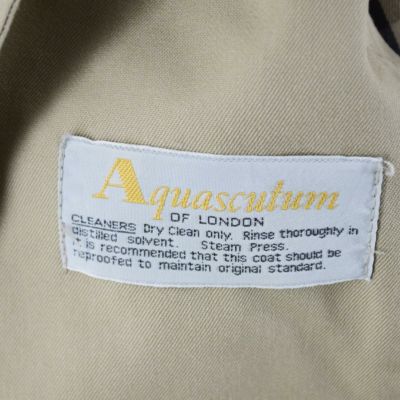 Aquascutum
OF LONDON
CLEANERS Dry Clean only. Rinse thoroughly in
distilled solvent. Steam Press.
It is recommended that this coat should be
reproofed to maintain original standard.